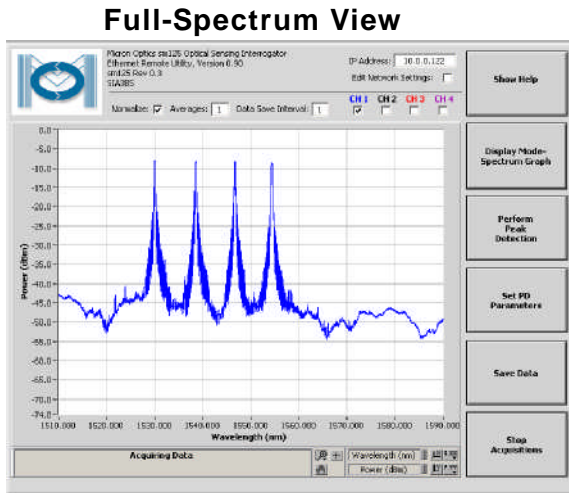 Full-Spectrum View
Micron Optics sm125 Optical Sensing Interrogator
Ethernet Remote Utility, Version 0.90
sm125 Rev 0.3
SIA3BS
IP Address: 10.0.0.122
Edit Network Settings:
Normalize: Averages: 1 Data Save Interval: 1
CH 1 CH 2 CH 3 CH 4
Show Help
Display Mode-
Spectrum Graph
Perform
Peak
Detection
Set PD
Parameters
Save Data
Stop
Acquisitions
Power (dBm)
0.0
-5.0
-10.0
-15.0
-20.0
-25.0
-30.0
-35.0
-40.0
-45.0
-50.0
-55.0
-60.0
-65.0
-70.0
-74.0
1510.000 1520.000 1530.000 1540.000 1550.000 1560.000 1570.000 1580.000 1590.000
Wavelength (nm)
Acquiring Data
Wavelength (nm)
Power (dBm)